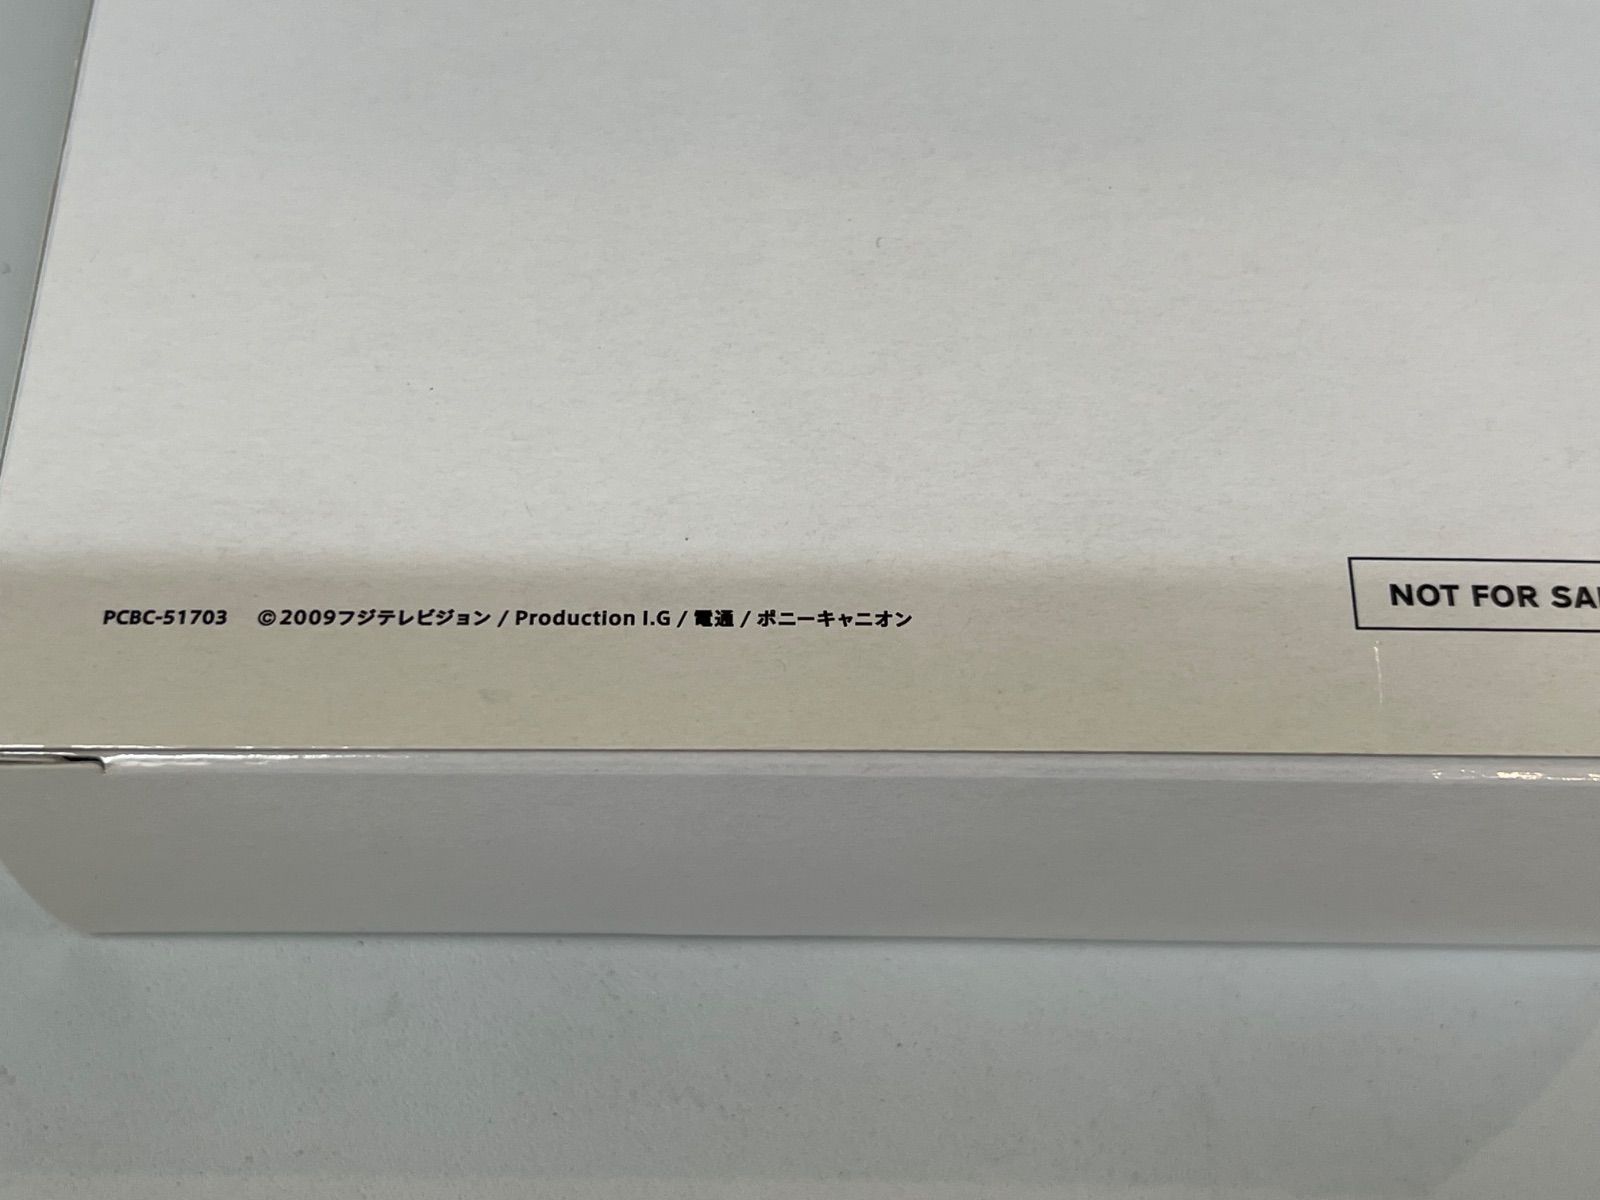 PCBC-51703 ©2009フジテレビジョン / Production I.G / 電通 / ポニーキャニオン
NOT FOR